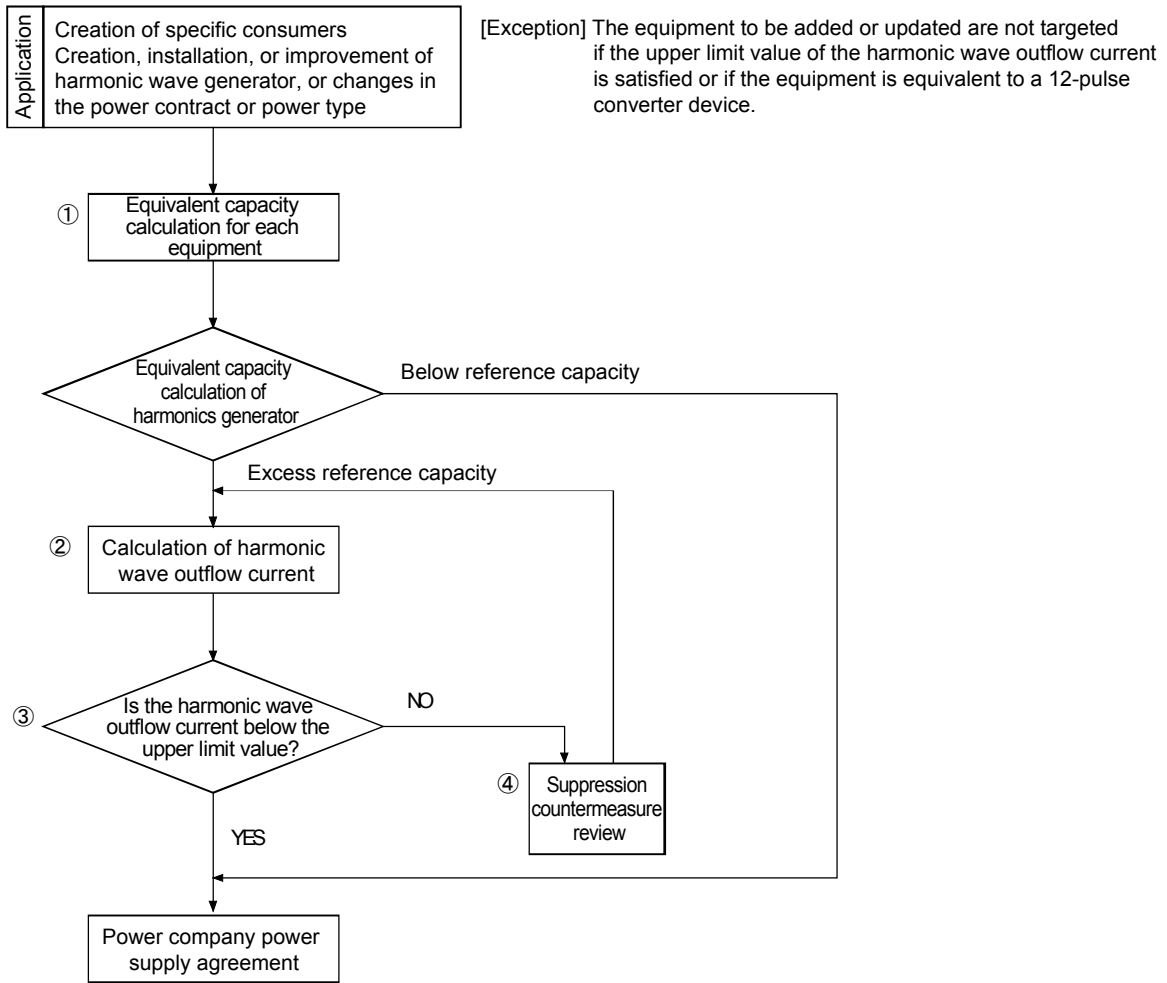 Application
Creation of specific consumers
Creation, installation, or improvement of
harmonic wave generator, or changes in
the power contract or power type
[Exception] The equipment to be added or updated are not targeted
if the upper limit value of the harmonic wave outflow current
is satisfied or if the equipment is equivalent to a 12-pulse
converter device.
①
Equivalent capacity
calculation for each
equipment
Equivalent capacity
calculation of
harmonics generator
Below reference capacity
Excess reference capacity
②
Calculation of harmonic
wave outflow current
③
Is the harmonic wave
outflow current below the
upper limit value?
NO
④
Suppression
countermeasure
review
YES
Power company power
supply agreement